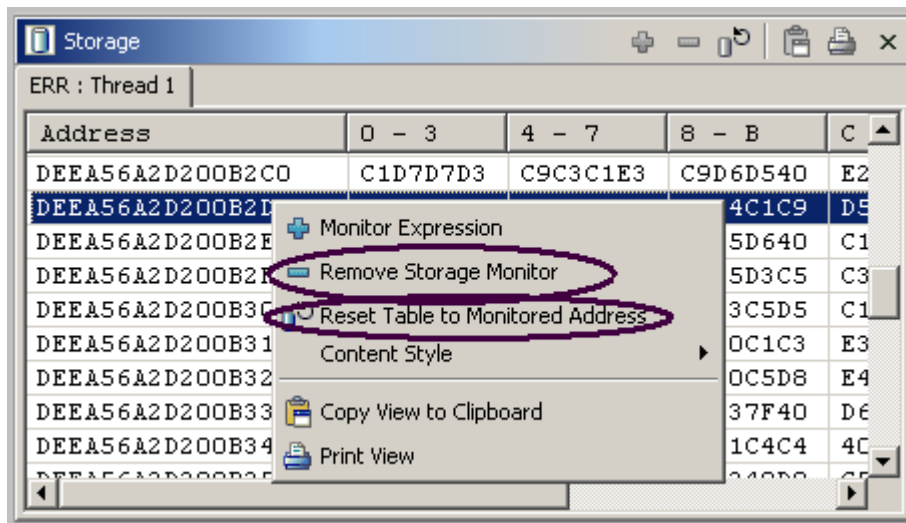 Storage
ERR : Thread 1
Address 0 - 3 4 - 7 8 - B C
DEEA56A2D200B2C0 C1D7D7D3 C9C3C1E3 C9D6D540 E2
DEEA56A2D200B2D 4C1C9 D5
DEEA56A2D200B2E 5D640 C1
DEEA56A2D200B2F 5D3C5 C3
DEEA56A2D200B30 3C5D5 C1
DEEA56A2D200B31 0C1C3 E3
DEEA56A2D200B32 0C5D8 E4
DEEA56A2D200B33 37F40 D6
DEEA56A2D200B34 1C4C4 40
Monitor Expression
Remove Storage Monitor
Reset Table to Monitored Address
Content Style
Copy View to Clipboard
Print View